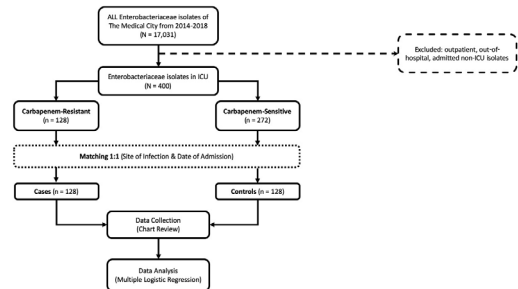 ALL Enterobacteriaceae isolates of
The Medical City from 2014-2018
(N = 17,031)
Excluded: outpatient, out-of-
hospital, admitted non-ICU isolates
Enterobacteriaceae isolates in ICU
(N = 400)
Carbapenem-Resistant
(n = 128)
Carbapenem-Sensitive
(n = 272)
Matching 1:1 (Site of Infection & Date of Admission)
Cases (n = 128)
Controls (n = 128)
Data Collection
(Chart Review)
Data Analysis
(Multiple Logistic Regression)